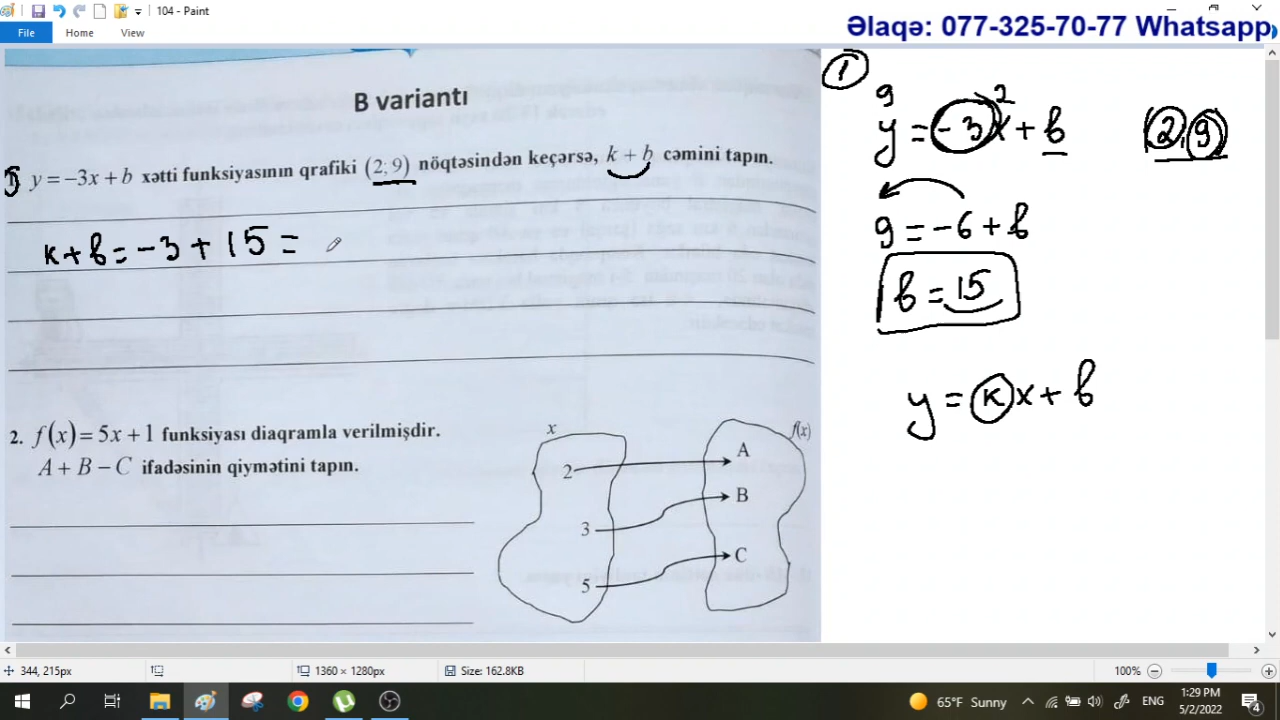 104 - Paint
File Home View
Əlaqə: 077-325-70-77 Whatsapp
B variantı
1) y = −3x + b xətti funksiyasının qrafiki (2; 9) nöqtəsindən keçərsə, k + b cəmini tapın.
k+b = -3 + 15 =
2. f(x) = 5x + 1 funksiyası diaqramla verilmişdir.
A + B − C ifadəsinin qiymətini tapın.
x
f(x)
2
A
3
B
5
C
1
9 2
y = -3x + b
2 9
9 = -6 + b
b = 15
y = kx + b
344, 215px
1360 × 1280px
Size: 162.8KB
100%
65°F Sunny
ENG
1:29 PM
5/2/2022
4